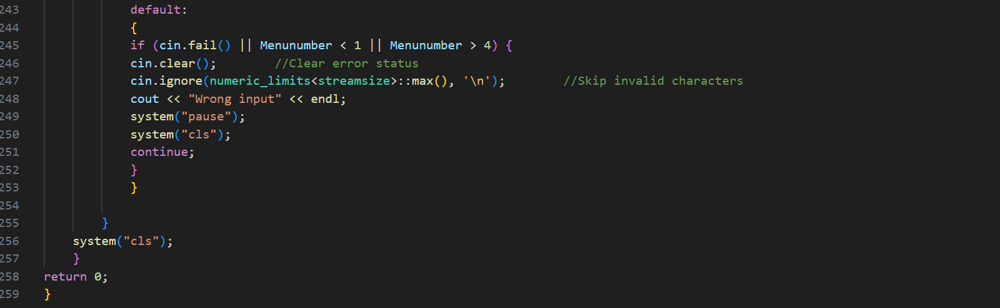 243 default:
244 {
245 if (cin.fail() || Menunumber < 1 || Menunumber > 4) {
246 cin.clear(); //Clear error status
247 cin.ignore(numeric_limits<streamsize>::max(), '\n'); //Skip invalid characters
248 cout << "Wrong input" << endl;
249 system("pause");
250 system("cls");
251 continue;
252 }
253 }
254
255 }
256 system("cls");
257 }
258 return 0;
259 }